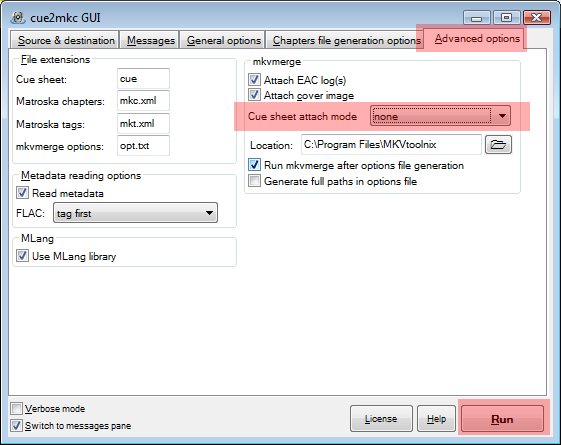 cue2mkc GUI
Source & destination
Messages
General options
Chapters file generation options
Advanced options
File extensions
Cue sheet:
cue
Matroska chapters:
mkc.xml
Matroska tags:
mkt.xml
mkvmerge options:
opt.txt
Metadata reading options
Read metadata
FLAC:
tag first
MLang
Use MLang library
mkvmerge
Attach EAC log(s)
Attach cover image
Cue sheet attach mode
none
Location:
C:\Program Files\MKVtoolnix
Run mkvmerge after options file generation
Generate full paths in options file
Verbose mode
Switch to messages pane
License
Help
Run